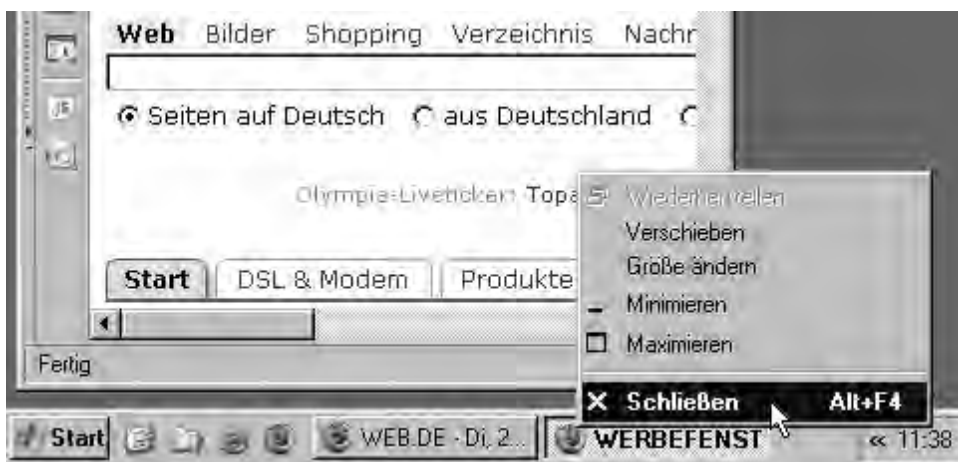 Web Bilder Shopping Verzeichnis Nachr
Seiten auf Deutsch aus Deutschland
Olympia-Liveticker: Topa
Wiederherstellen
Verschieben
Größe ändern
Minimieren
Maximieren
Start DSL & Modem Produkte
Fertig
Schließen Alt+F4
Start WEB.DE - Di, 2... WERBEFENST « 11:38